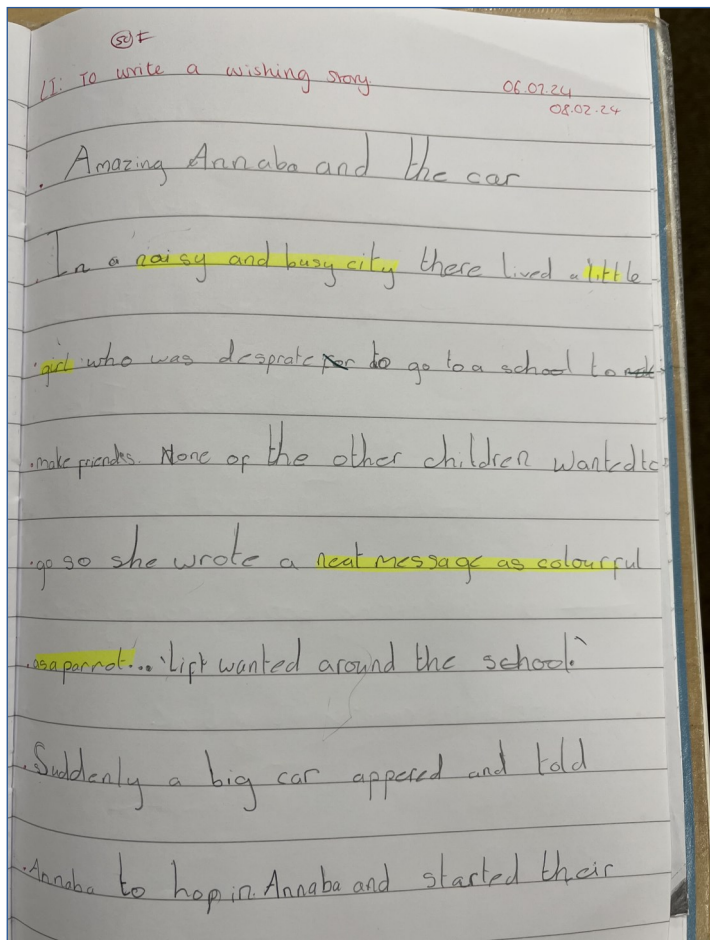 LI: To write a wishing story
06.02.24
08.02.24
Amazing Annaba and the car
In a noisy and busy city there lived a little
girl who was desprate to go to a school to
make friends. None of the other children wanted to
go so she wrote a neat message as colourful
as a parrot... 'Lift wanted around the school.'
Suddenly a big car appered and told
Annaba to hop in. Annaba and started their